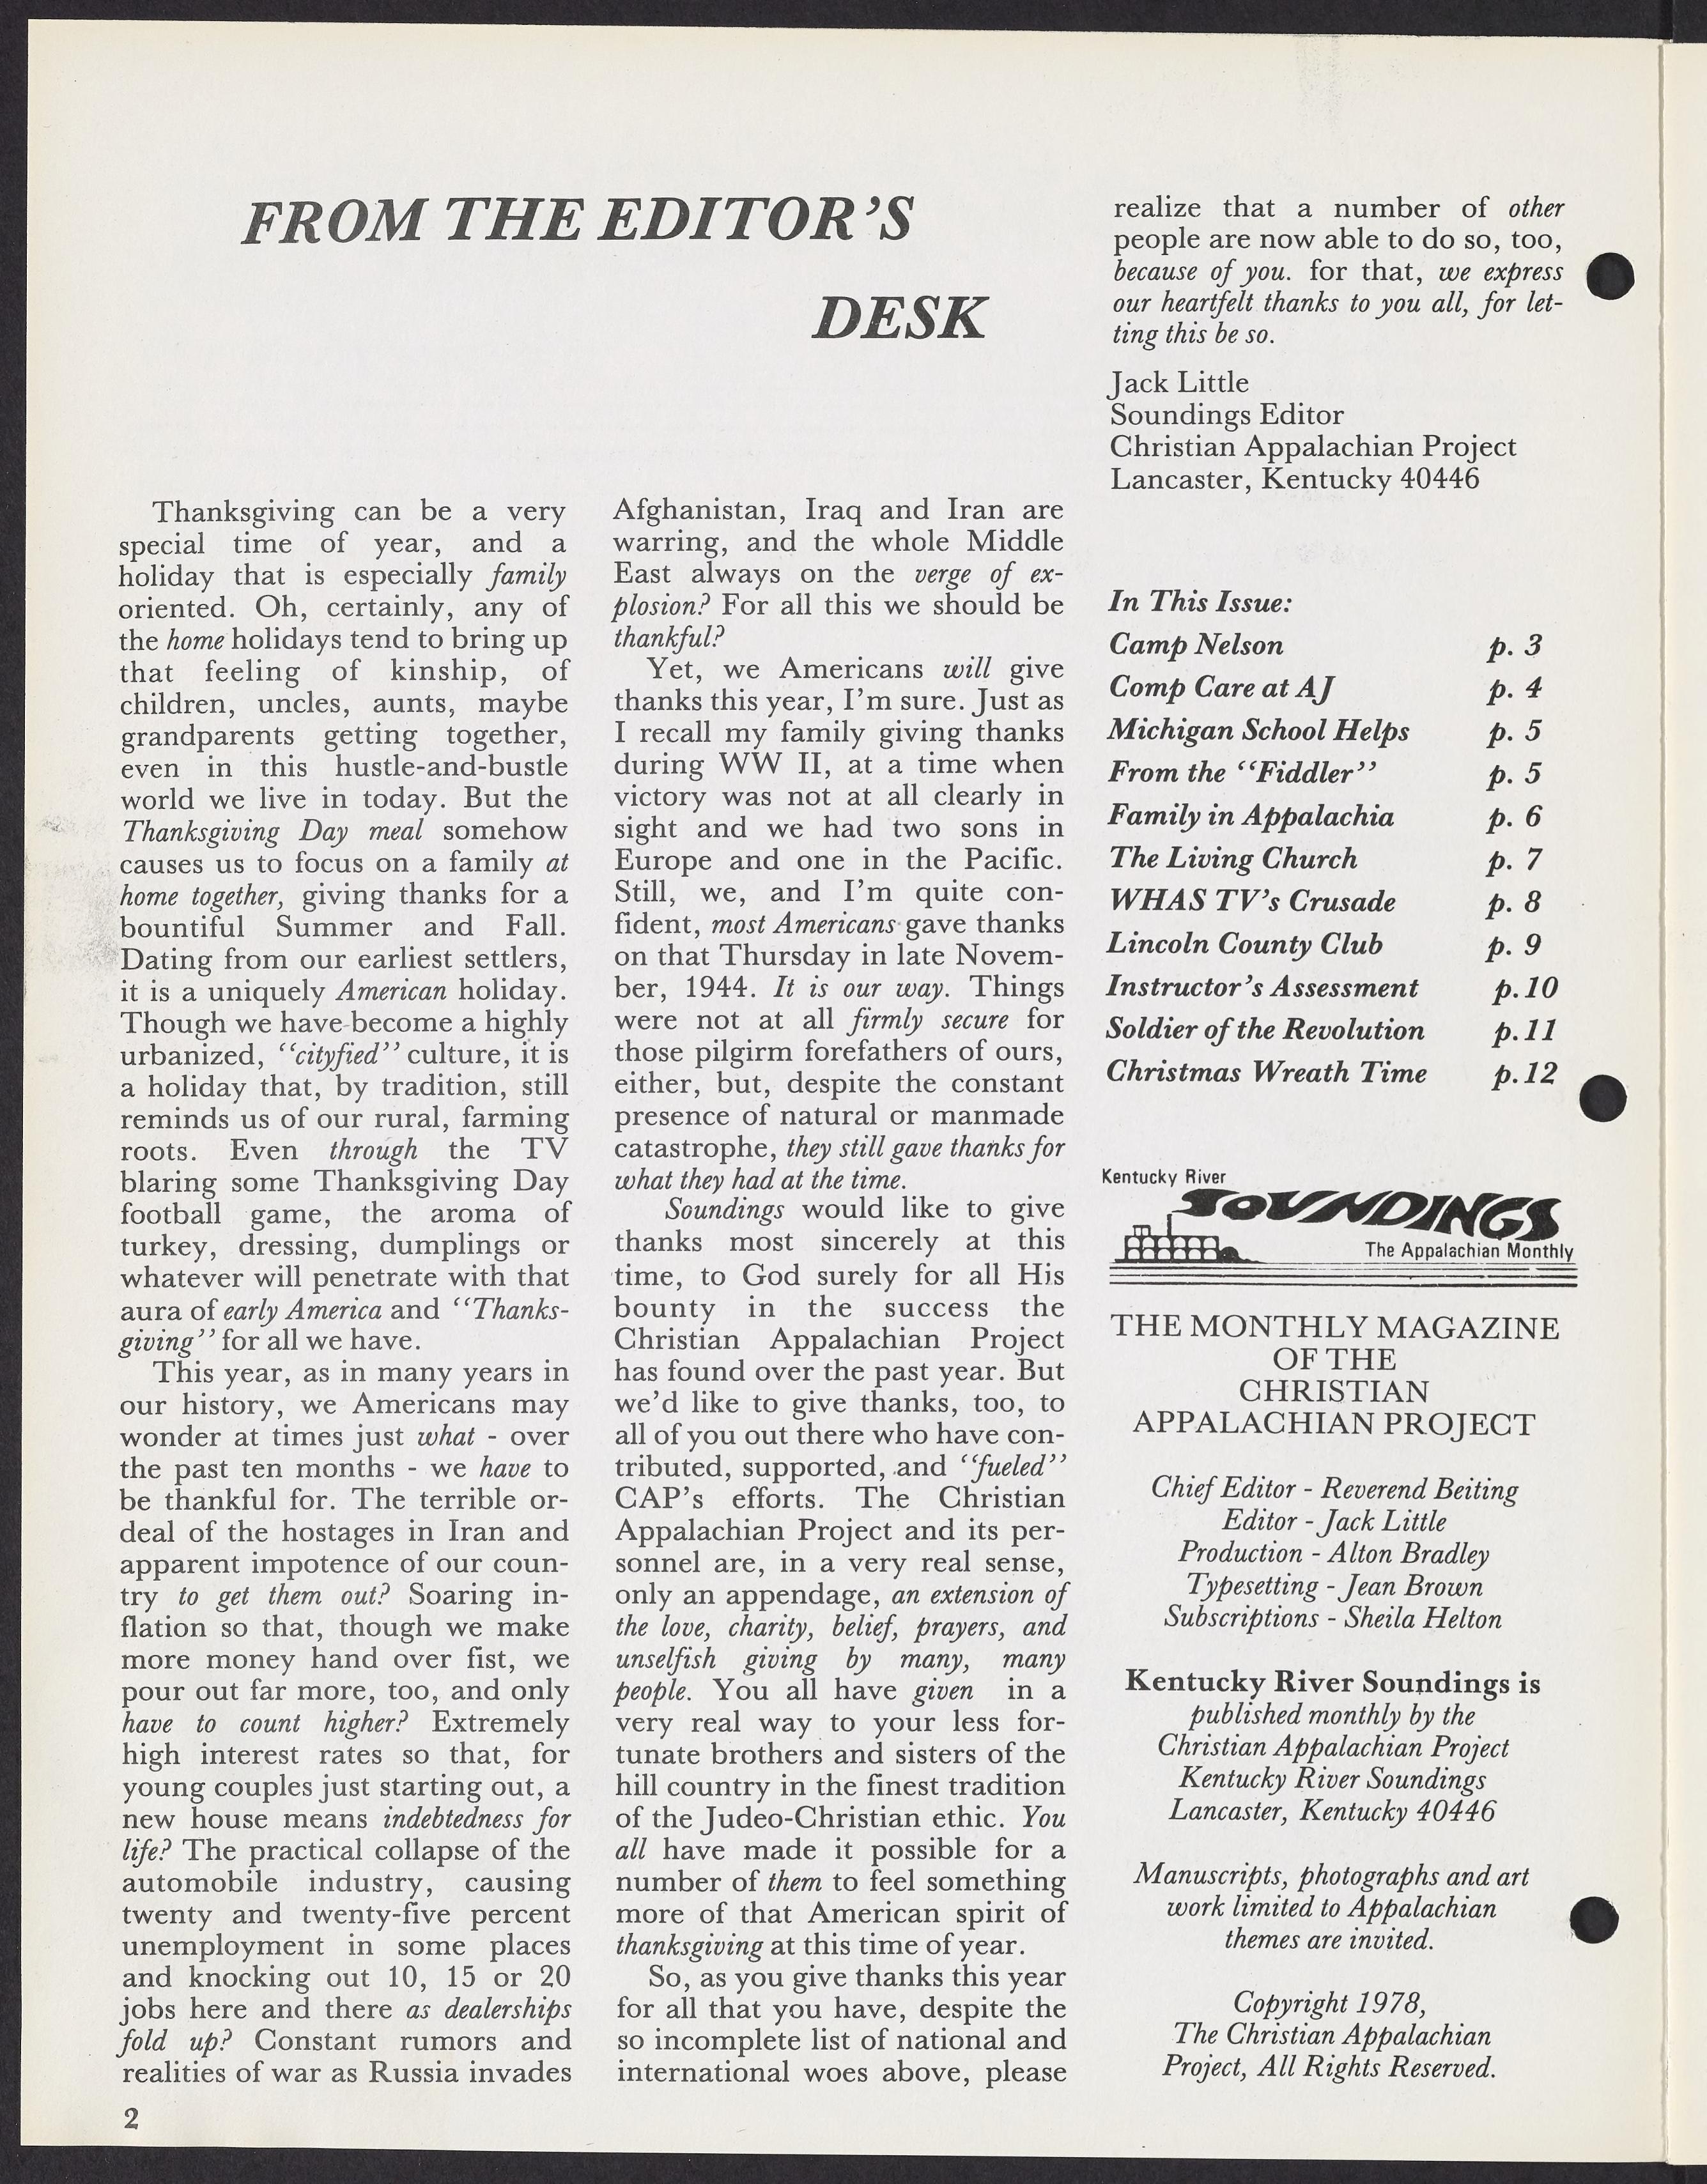 FROM THE EDITOR'S
DESK
Thanksgiving can be a very
special time of year, and a
holiday that is especially family
oriented. Oh, certainly, any of
the home holidays tend to bring up
that feeling of kinship, of
children, uncles, aunts, maybe
grandparents getting together,
even in this hustle-and-bustle
world we live in today. But the
Thanksgiving Day meal somehow
causes us to focus on a family at
home together, giving thanks for a
bountiful Summer and Fall.
Dating from our earliest settlers,
it is a uniquely American holiday.
Though we have become a highly
urbanized, "cityfied" culture, it is
a holiday that, by tradition, still
reminds us of our rural, farming
roots. Even through the TV
blaring some Thanksgiving Day
football game, the aroma of
turkey, dressing, dumplings or
whatever will penetrate with that
aura of early America and "Thanks-
giving" for all we have.
This year, as in many years in
our history, we Americans may
wonder at times just what - over
the past ten months - we have to
be thankful for. The terrible or-
deal of the hostages in Iran and
apparent impotence of our coun-
try to get them out? Soaring in-
flation so that, though we make
more money hand over fist, we
pour out far more, too, and only
have to count higher? Extremely
high interest rates so that, for
young couples just starting out, a
new house means indebtedness for
life? The practical collapse of the
automobile industry, causing
twenty and twenty-five percent
unemployment in some places
and knocking out 10, 15 or 20
jobs here and there as dealerships
fold up? Constant rumors and
realities of war as Russia invades
2
Afghanistan, Iraq and Iran are
warring, and the whole Middle
East always on the verge of ex-
plosion? For all this we should be
thankful?
Yet, we Americans will give
thanks this year, I'm sure. Just as
I recall my family giving thanks
during WW II, at a time when
victory was not at all clearly in
sight and we had two sons in
Europe and one in the Pacific.
Still, we, and I'm quite con-
fident, most Americans gave thanks
on that Thursday in late Novem-
ber, 1944. It is our way. Things
were not at all firmly secure for
those pilgirm forefathers of ours,
either, but, despite the constant
presence of natural or manmade
catastrophe, they still gave thanks for
what they had at the time.
Soundings would like to give
thanks most sincerely at this
time, to God surely for all His
bounty in the success the
Christian Appalachian Project
has found over the past year. But
we'd like to give thanks, too, to
all of you out there who have con-
tributed, supported, and "fueled"
CAP's efforts. The Christian
Appalachian Project and its per-
sonnel are, in a very real sense,
only an appendage, an extension of
the love, charity, belief, prayers, and
unselfish giving by many, many
people. You all have given in a
very real way to your less for-
tunate brothers and sisters of the
hill country in the finest tradition
of the Judeo-Christian ethic. You
all have made it possible for a
number of them to feel something
more of that American spirit of
thanksgiving at this time of year.
So, as you give thanks this year
for all that you have, despite the
so incomplete list of national and
international woes above, please
realize that a number of other
people are now able to do so, too,
because of you. for that, we express
our heartfelt thanks to you all, for let-
ting this be so.
Jack Little
Soundings Editor
Christian Appalachian Project
Lancaster, Kentucky 40446
In This Issue:
Camp Nelson p. 3
Comp Care at AJ p. 4
Michigan School Helps p. 5
From the "Fiddler" p. 5
Family in Appalachia p. 6
The Living Church p. 7
WHAS TV's Crusade p. 8
Lincoln County Club p. 9
Instructor's Assessment p.10
Soldier of the Revolution p.11
Christmas Wreath Time p.12
Kentucky River
SOUNDINGS
The Appalachian Monthly
THE MONTHLY MAGAZINE
OF THE
CHRISTIAN
APPALACHIAN PROJECT
Chief Editor - Reverend Beiting
Editor - Jack Little
Production - Alton Bradley
Typesetting - Jean Brown
Subscriptions - Sheila Helton
Kentucky River Soundings is
published monthly by the
Christian Appalachian Project
Kentucky River Soundings
Lancaster, Kentucky 40446
Manuscripts, photographs and art
work limited to Appalachian
themes are invited.
Copyright 1978,
The Christian Appalachian
Project, All Rights Reserved.